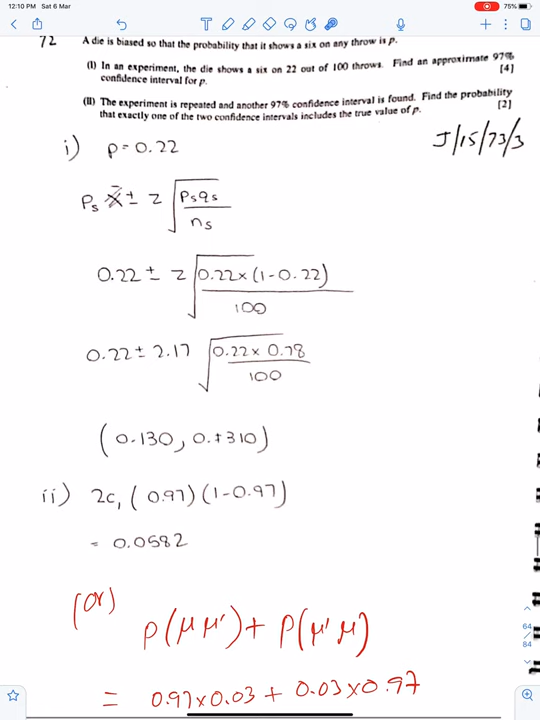 12:10 PM Sat 6 Mar
75%
72 A die is biased so that the probability that it shows a six on any throw is p.
(I) In an experiment, the die shows a six on 22 out of 100 throws. Find an approximate 97%
confidence interval for p. [4]
(II) The experiment is repeated and another 97% confidence interval is found. Find the probability
that exactly one of the two confidence intervals includes the true value of p. [2]
J/15/73/3
i) p = 0.22
Ps x̄ ± z √(Ps qs / ns)
0.22 ± z √(0.22 × (1 - 0.22) / 100)
0.22 ± 2.17 √(0.22 × 0.78 / 100)
(0.130, 0.310)
ii) 2c₁ (0.97) (1 - 0.97)
= 0.0582
(or)
P(μ μ') + P(μ' μ)
= 0.97 × 0.03 + 0.03 × 0.97
64
/
84